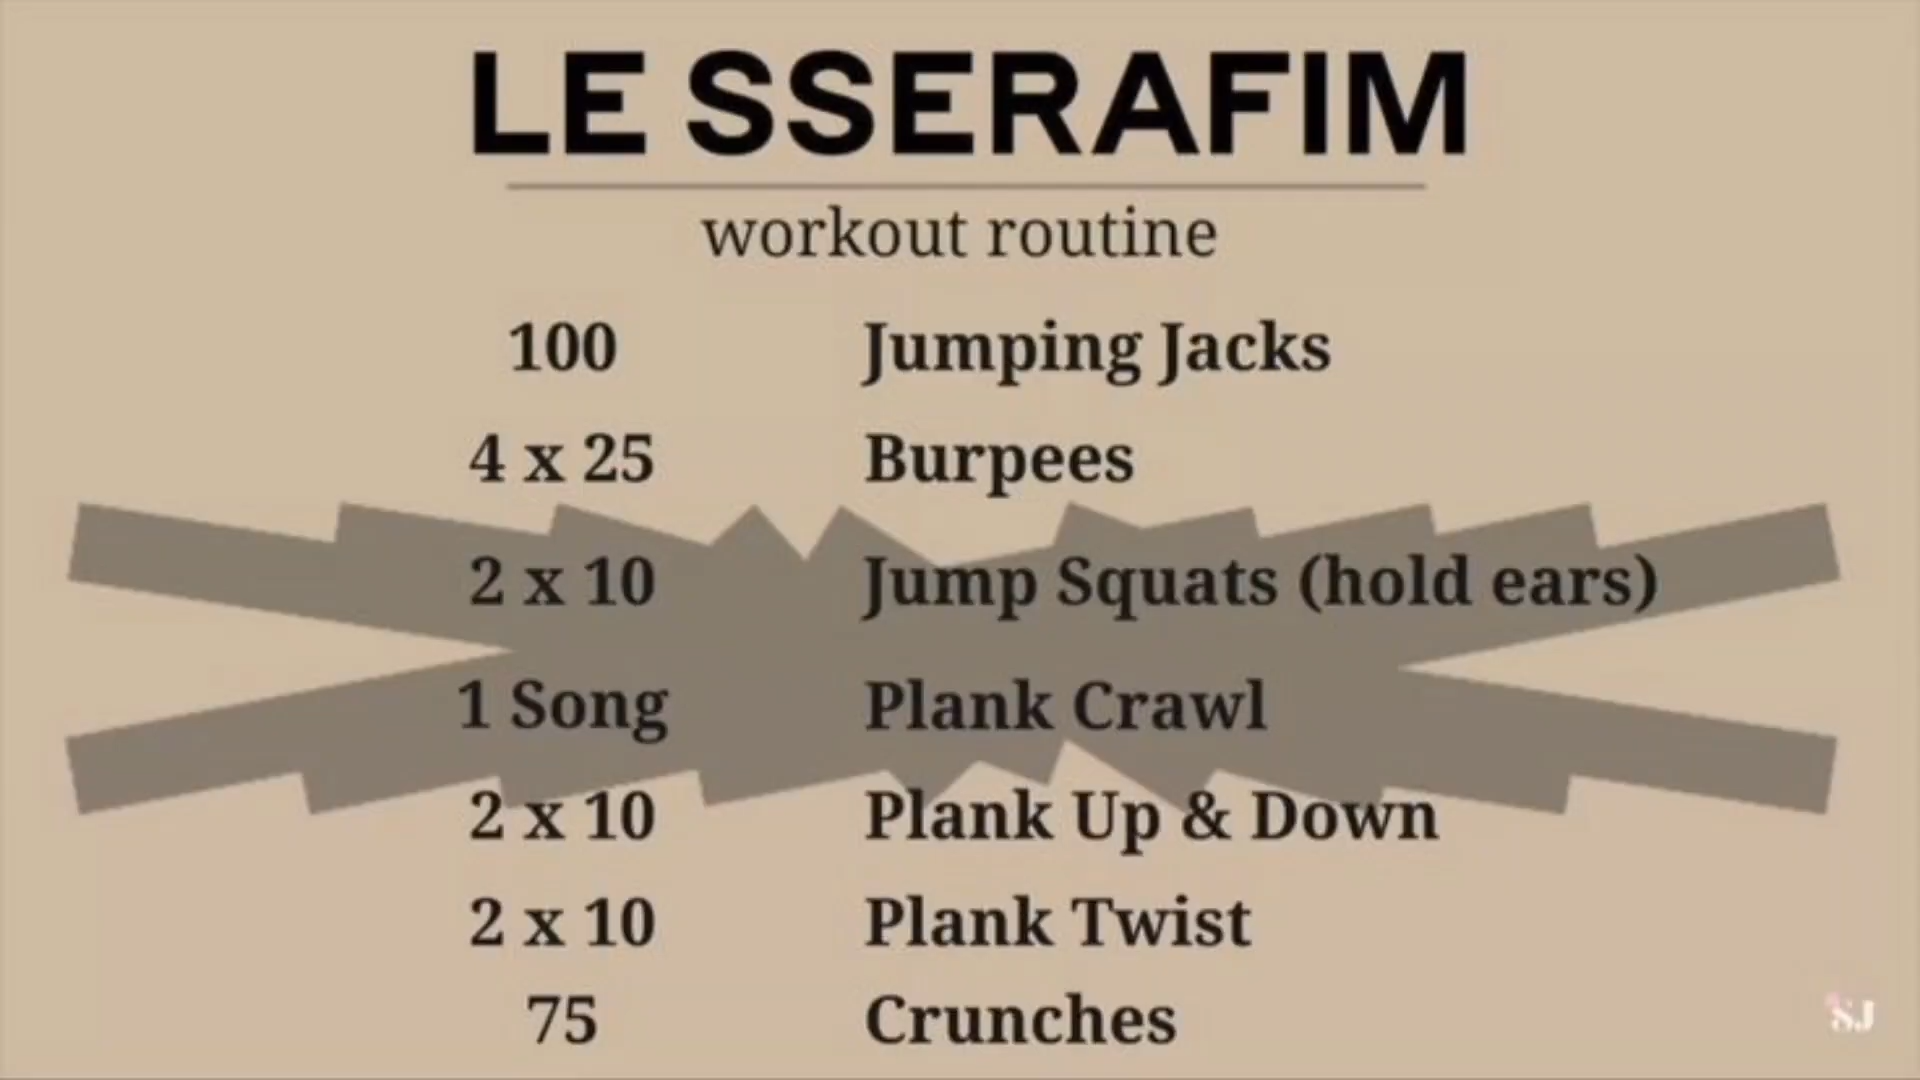 LE SSERAFIM
workout routine
100 Jumping Jacks
4 x 25 Burpees
2 x 10 Jump Squats (hold ears)
1 Song Plank Crawl
2 x 10 Plank Up & Down
2 x 10 Plank Twist
75 Crunches
SJ